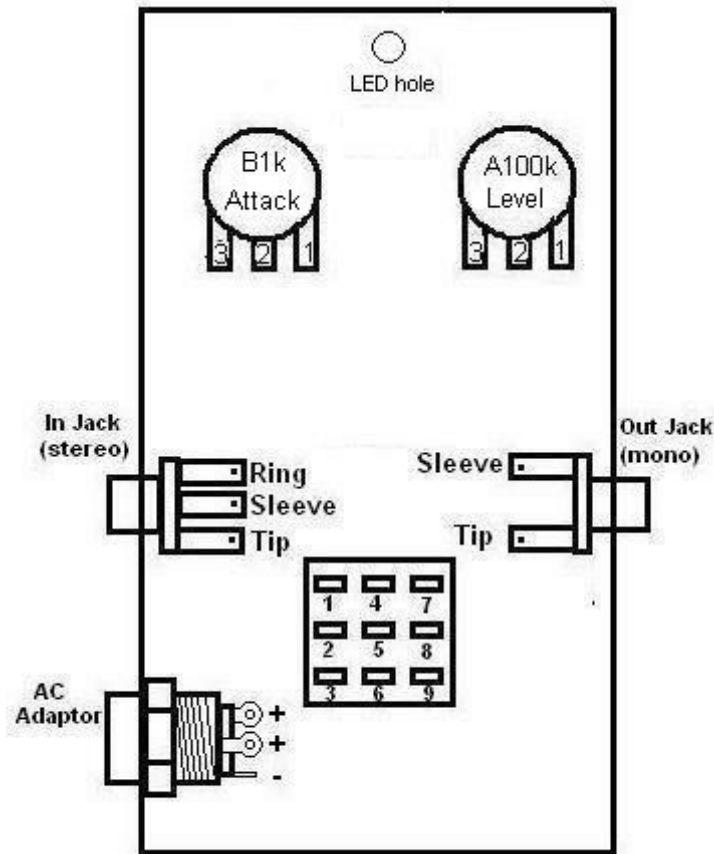 LED hole
B1k
Attack
A100k
Level
3 2 1
3 2 1
In Jack
(stereo)
Ring
Sleeve
Tip
Out Jack
(mono)
Sleeve
Tip
1 4 7
2 5 8
3 6 9
AC
Adaptor
+
+
-